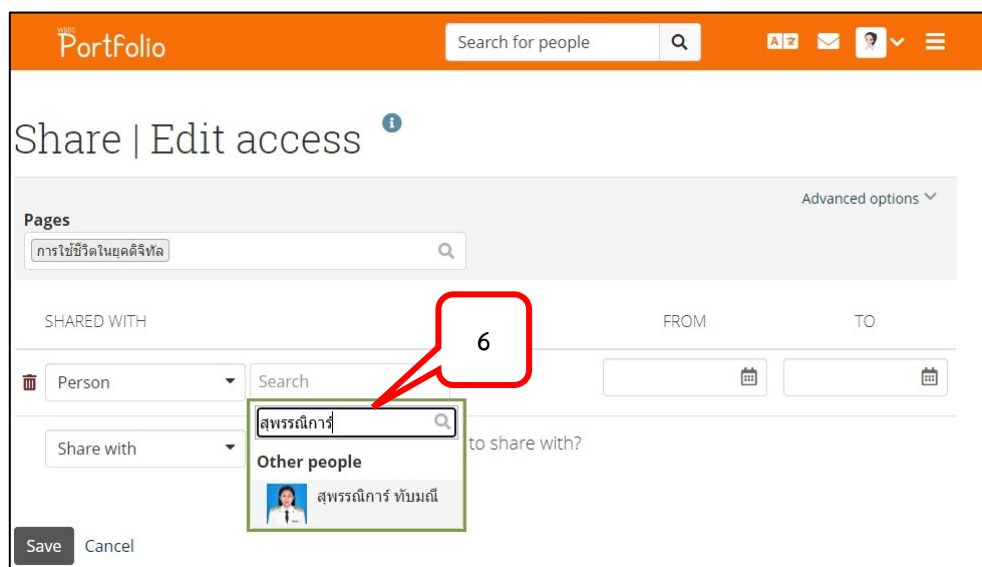 WBSC
Portfolio
Search for people
Share | Edit access
Advanced options
Pages
การใช้ชีวิตในยุคดิจิทัล
SHARED WITH FROM TO
6
Person Search
สุพรรณิการ์
Share with to share with?
Other people
สุพรรณิการ์ ทับมณี
Save Cancel